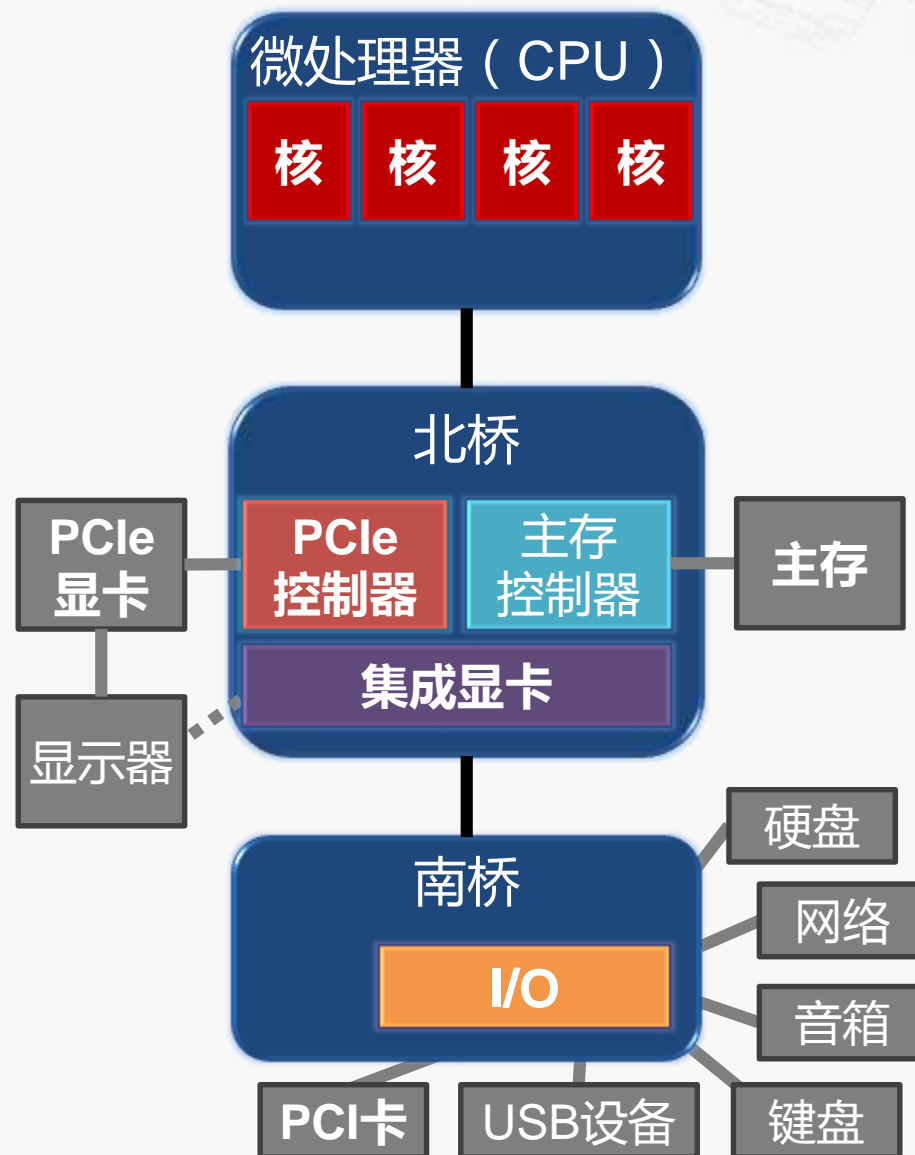 微处理器（CPU）
核 核 核 核
北桥
PCIe
显卡
PCIe
控制器
主存
控制器
主存
集成显卡
显示器
南桥
I/O
硬盘
网络
音箱
PCI卡
USB设备
键盘